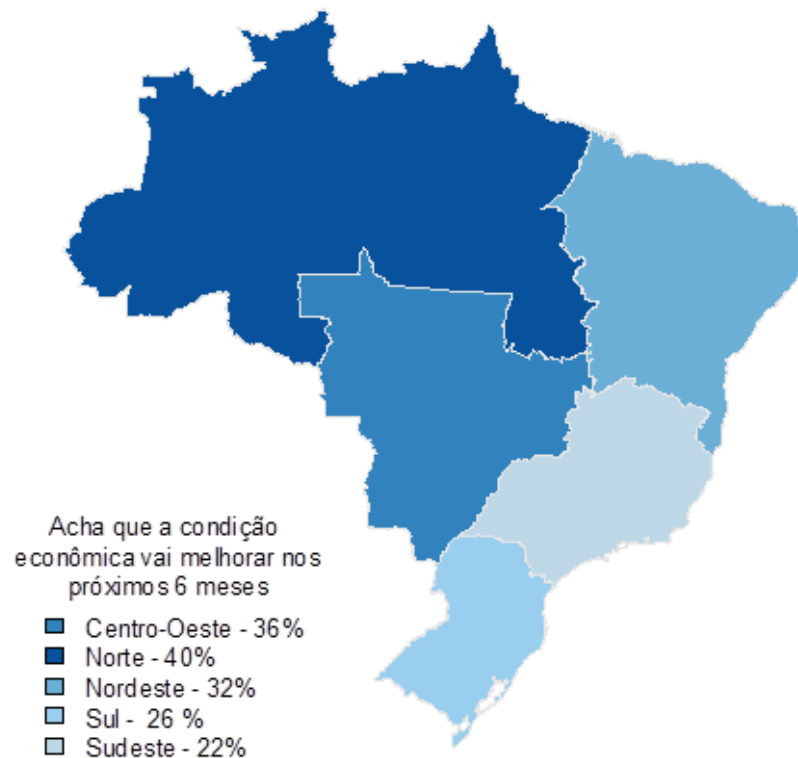 Acha que a condição
econômica vai melhorar nos
próximos 6 meses
Centro-Oeste - 36%
Norte - 40%
Nordeste - 32%
Sul - 26 %
Sudeste - 22%